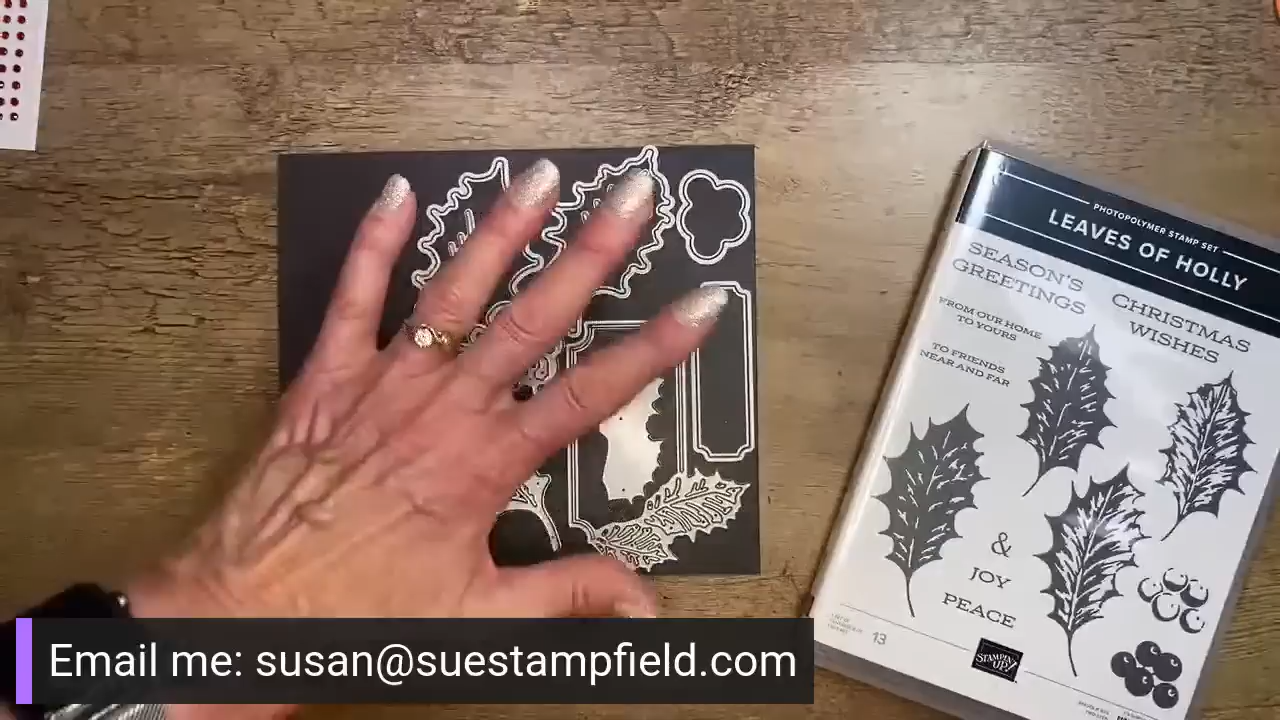 PHOTOPOLYMER STAMP SET
LEAVES OF HOLLY
SEASON'S
GREETINGS
CHRISTMAS
WISHES
FROM OUR HOME
TO YOURS
TO FRIENDS
NEAR AND FAR
&
JOY
PEACE
13
STAMPIN' UP!
Email me: susan@suestampfield.com